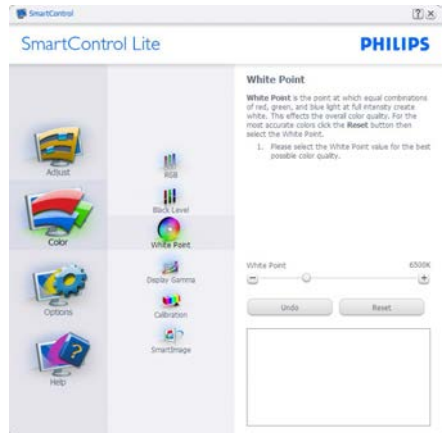 SmartControl
SmartControl Lite
PHILIPS
Adjust
Color
Options
Help
RGB
Black Level
White Point
Display Gamma
Calibration
SmartImage
White Point
White Point is the point at which equal combinations
of red, green, and blue light at full intensity create
white. This effects the overall color quality. For the
most accurate colors click the Reset button then
select the White Point.
1. Please select the White Point value for the best
possible color quality.
White Point 6500K
Undo Reset